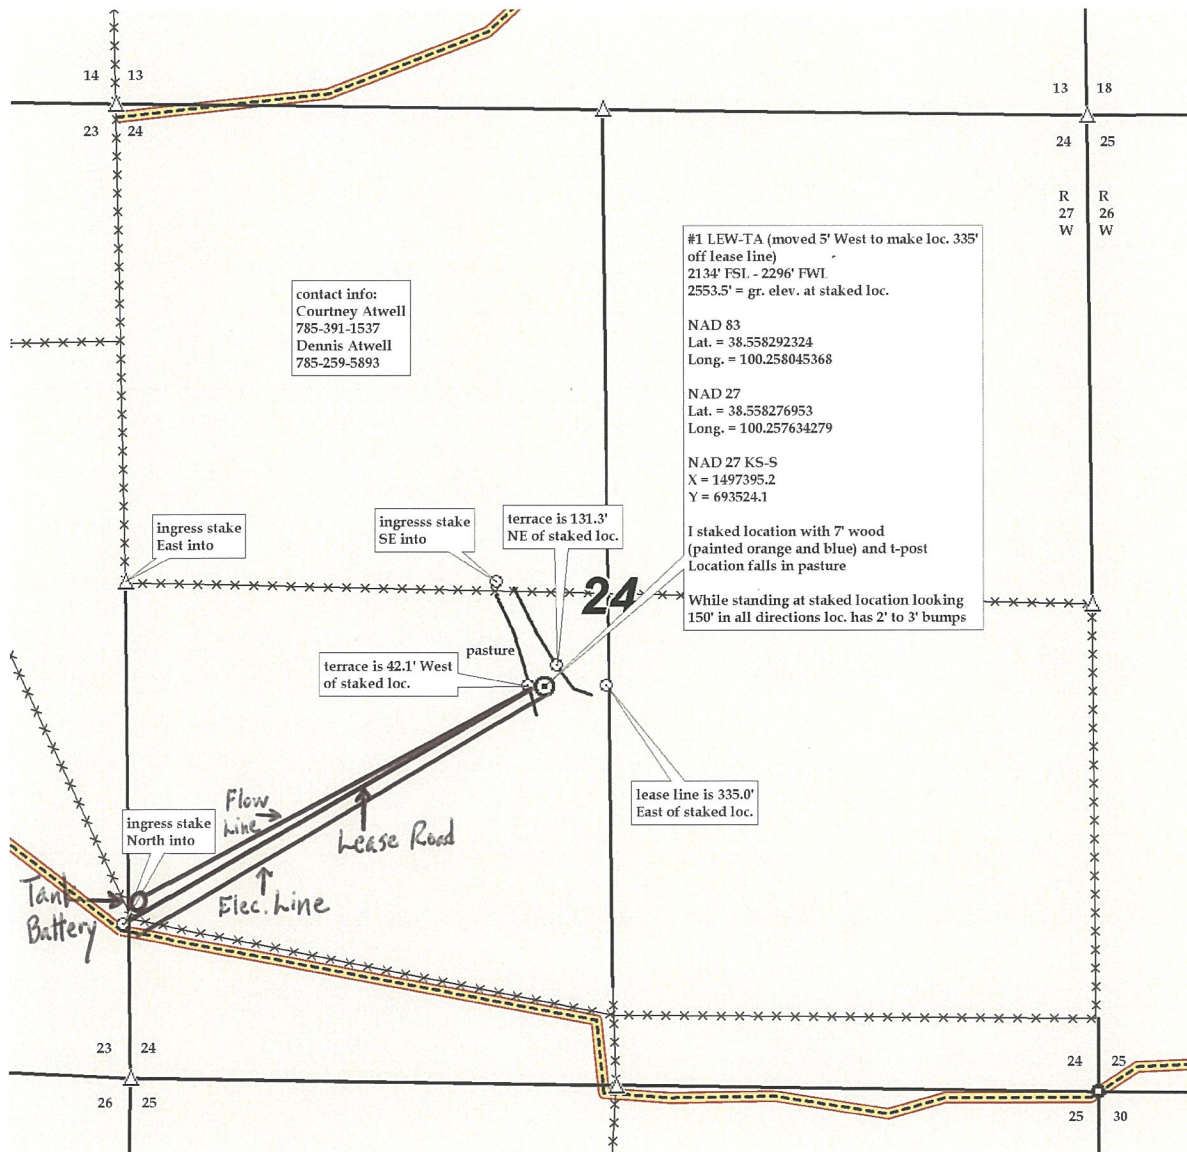 14 13
13 18
23 24
24 25
R R
27 26
W W
#1 LEW-TA (moved 5' West to make loc. 335'
off lease line)
2134' FSL - 2296' FWL
2553.5' = gr. elev. at staked loc.
NAD 83
Lat. = 38.558292324
Long. = 100.258045368
NAD 27
Lat. = 38.558276953
Long. = 100.257634279
NAD 27 KS-S
X = 1497395.2
Y = 693524.1
I staked location with 7' wood
(painted orange and blue) and t-post
Location falls in pasture
While standing at staked location looking
150' in all directions loc. has 2' to 3' bumps
contact info:
Courtney Atwell
785-391-1537
Dennis Atwell
785-259-5893
ingress stake
East into
ingresss stake
SE into
terrace is 131.3'
NE of staked loc.
24
pasture
terrace is 42.1' West
of staked loc.
lease line is 335.0'
East of staked loc.
Flow
Line
ingress stake
North into
Lease Road
Tank
Battery
Elec. Line
23 24
24 25
26 25
25 30